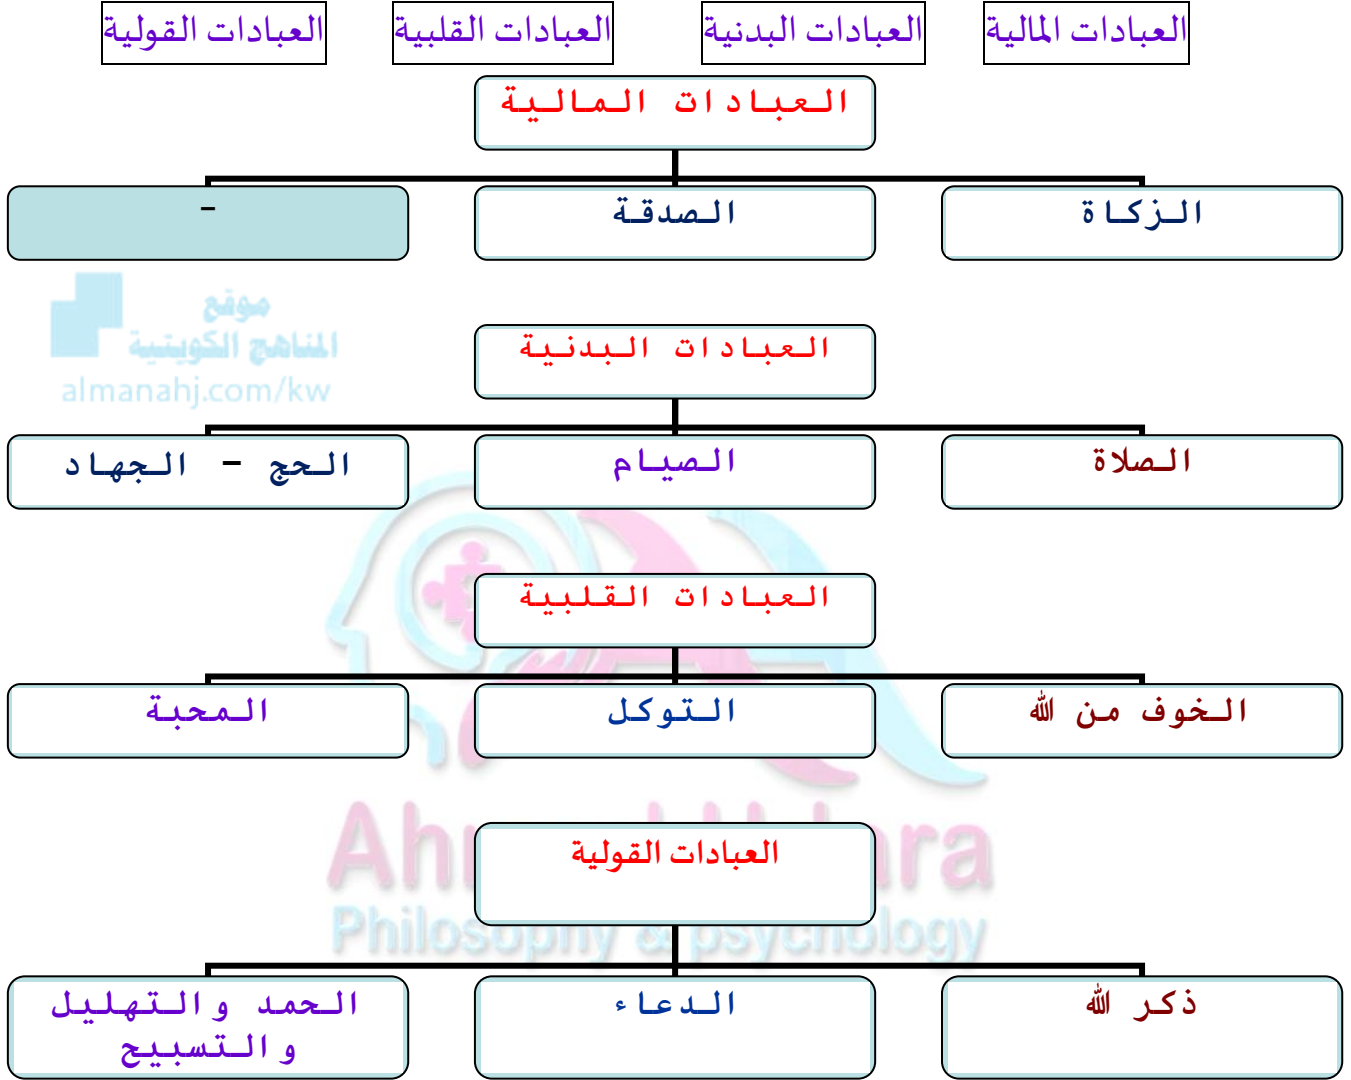 العبادات المالية
العبادات البدنية
العبادات القلبية
العبادات القولية
العبادات المالية
الزكاة
الصدقة
-
موقع
المناهج الكويتية
almanahj.com/kw
العبادات البدنية
الصلاة
الصيام
الحج - الجهاد
العبادات القلبية
الخوف من الله
التوكل
المحبة
العبادات القولية
Philosophy & psychology
ذكر الله
الدعاء
الحمد والتهليل
والتسبيح